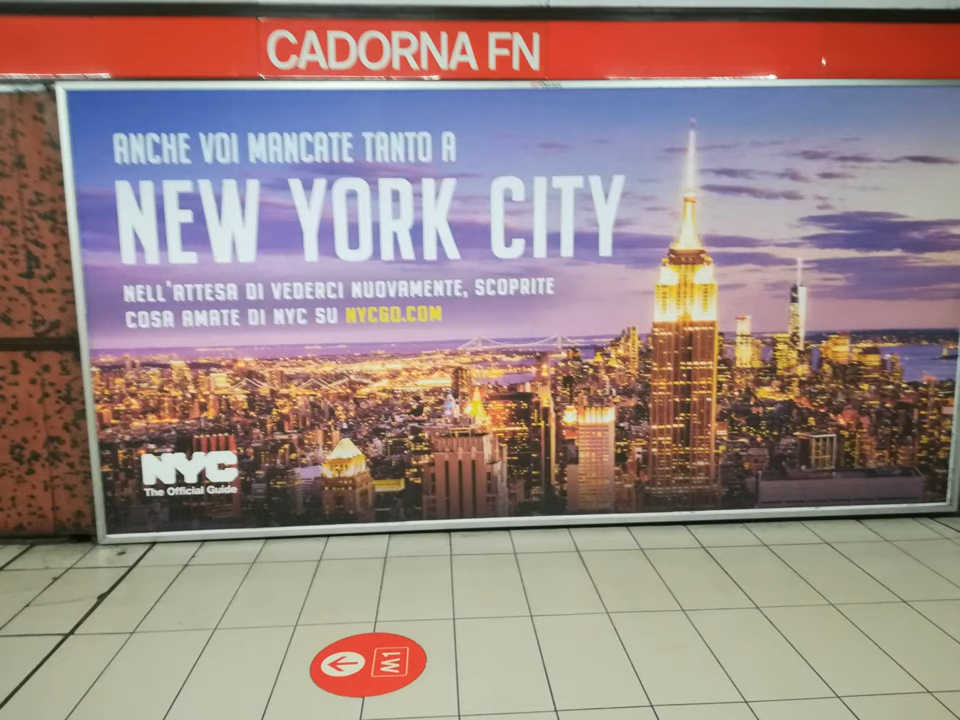 CADORNA FN
ANCHE VOI MANCATE TANTO A
NEW YORK CITY
NELL'ATTESA DI VEDERCI NUOVAMENTE, SCOPRITE
COSA AMATE DI NYC SU NYCGO.COM
NYC
The Official Guide
M1